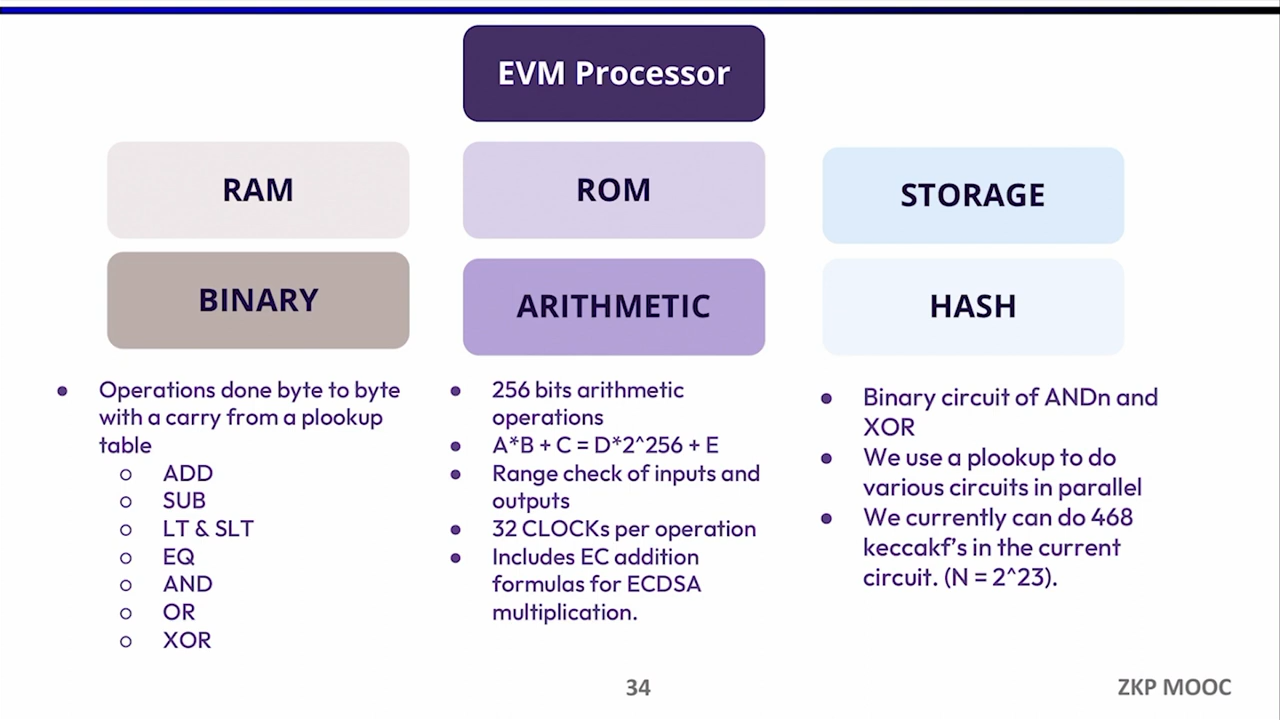 EVM Processor
RAM
ROM
STORAGE
BINARY
ARITHMETIC
HASH
• Operations done byte to byte
with a carry from a plookup
table
○ ADD
○ SUB
○ LT & SLT
○ EQ
○ AND
○ OR
○ XOR
• 256 bits arithmetic
operations
• A*B + C = D*2^256 + E
• Range check of inputs and
outputs
• 32 CLOCKs per operation
• Includes EC addition
formulas for ECDSA
multiplication.
• Binary circuit of ANDn and
XOR
• We use a plookup to do
various circuits in parallel
• We currently can do 468
keccakf's in the current
circuit. (N = 2^23).
34
ZKP MOOC